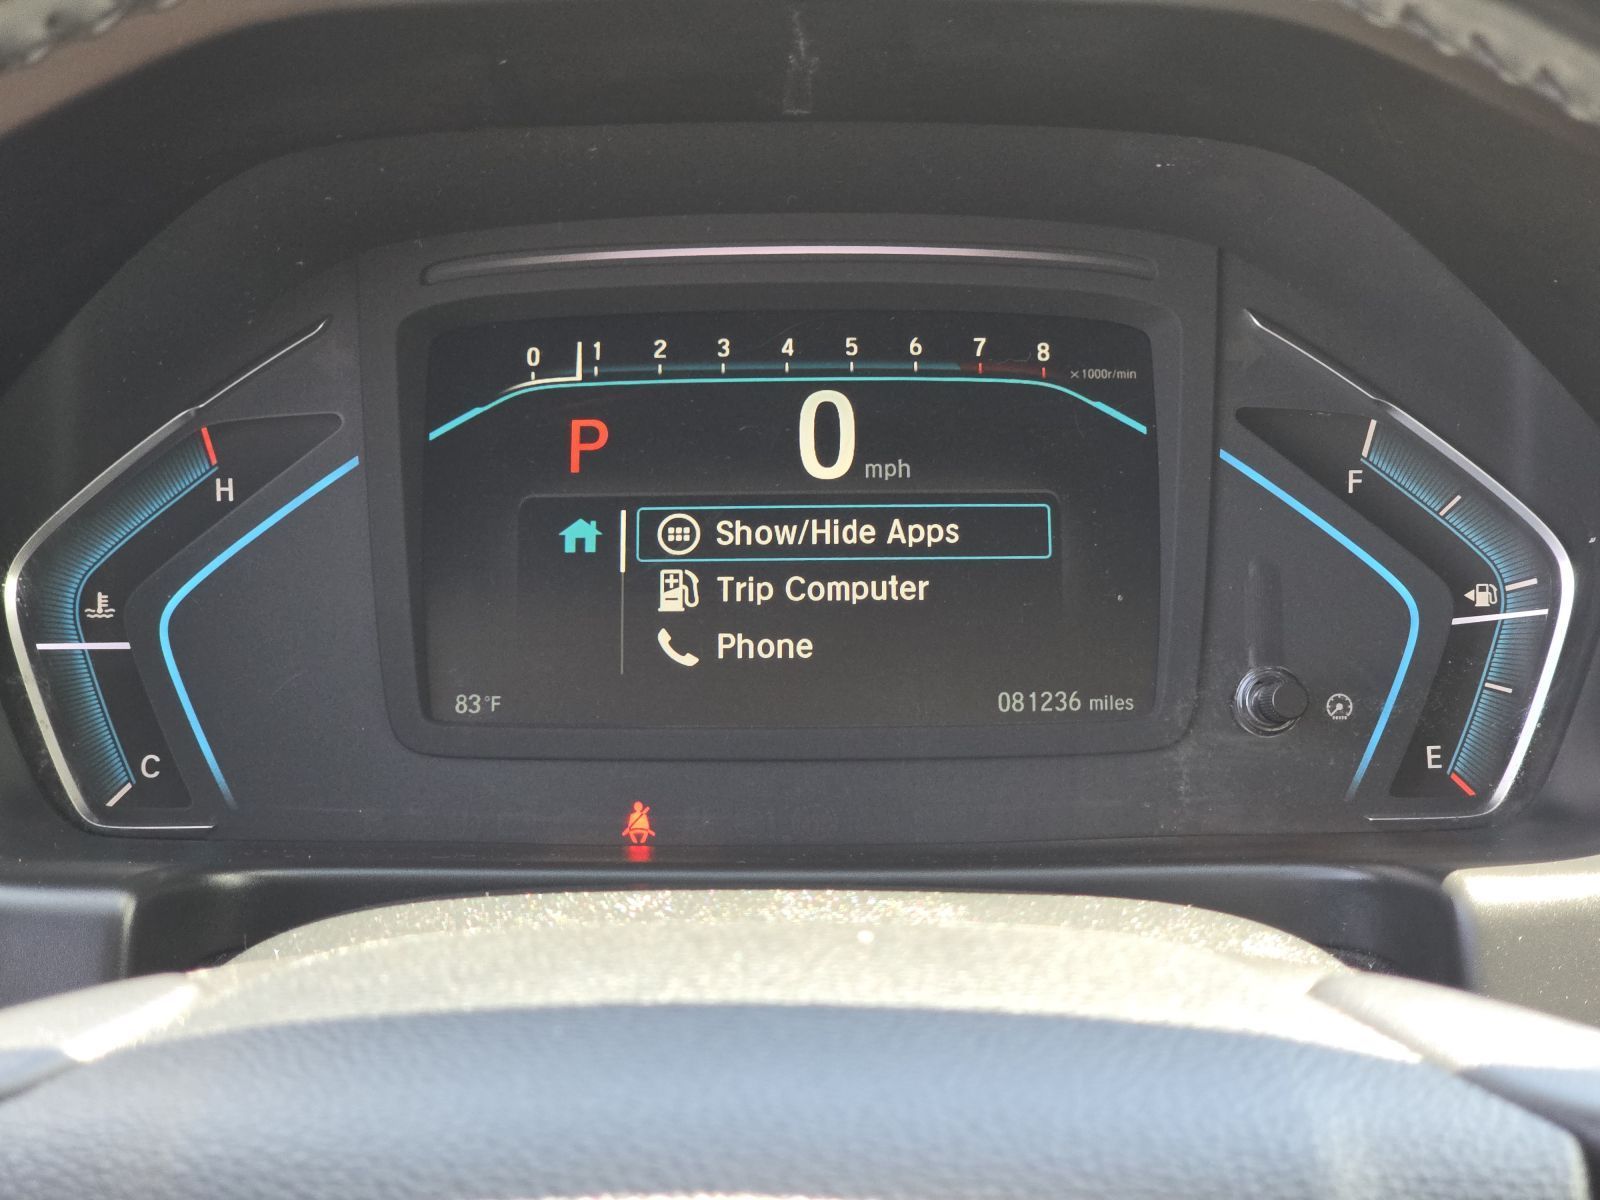 0 1 2 3 4 5 6 7 8
×1000r/min
P 0 mph
H
F
Show/Hide Apps
Trip Computer
Phone
83°F
081236 miles
C
E